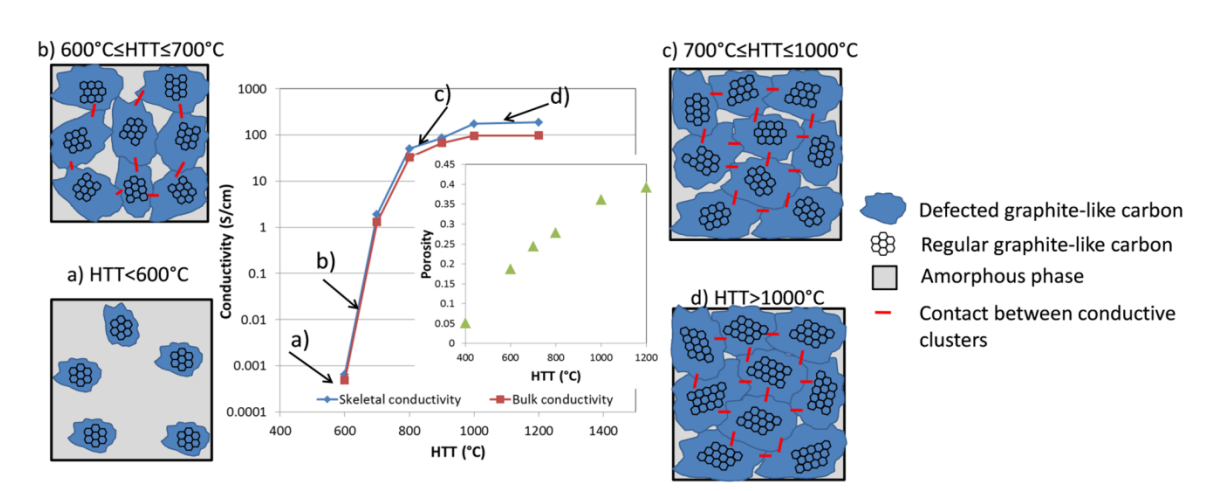 b) 600°C≤HTT≤700°C
c) 700°C≤HTT≤1000°C
a) HTT<600°C
d) HTT>1000°C
Conductivity (S/cm)
1000
100
10
1
0.1
0.01
0.001
0.0001
400
600
800
1000
1200
1400
HTT (°C)
a)
b)
c)
d)
Skeletal conductivity
Bulk conductivity
Porosity
0.45
0.4
0.35
0.3
0.25
0.2
0.15
0.1
0.05
0
400
600
800
1000
1200
HTT (°C)
Defected graphite-like carbon
Regular graphite-like carbon
Amorphous phase
Contact between conductive
clusters